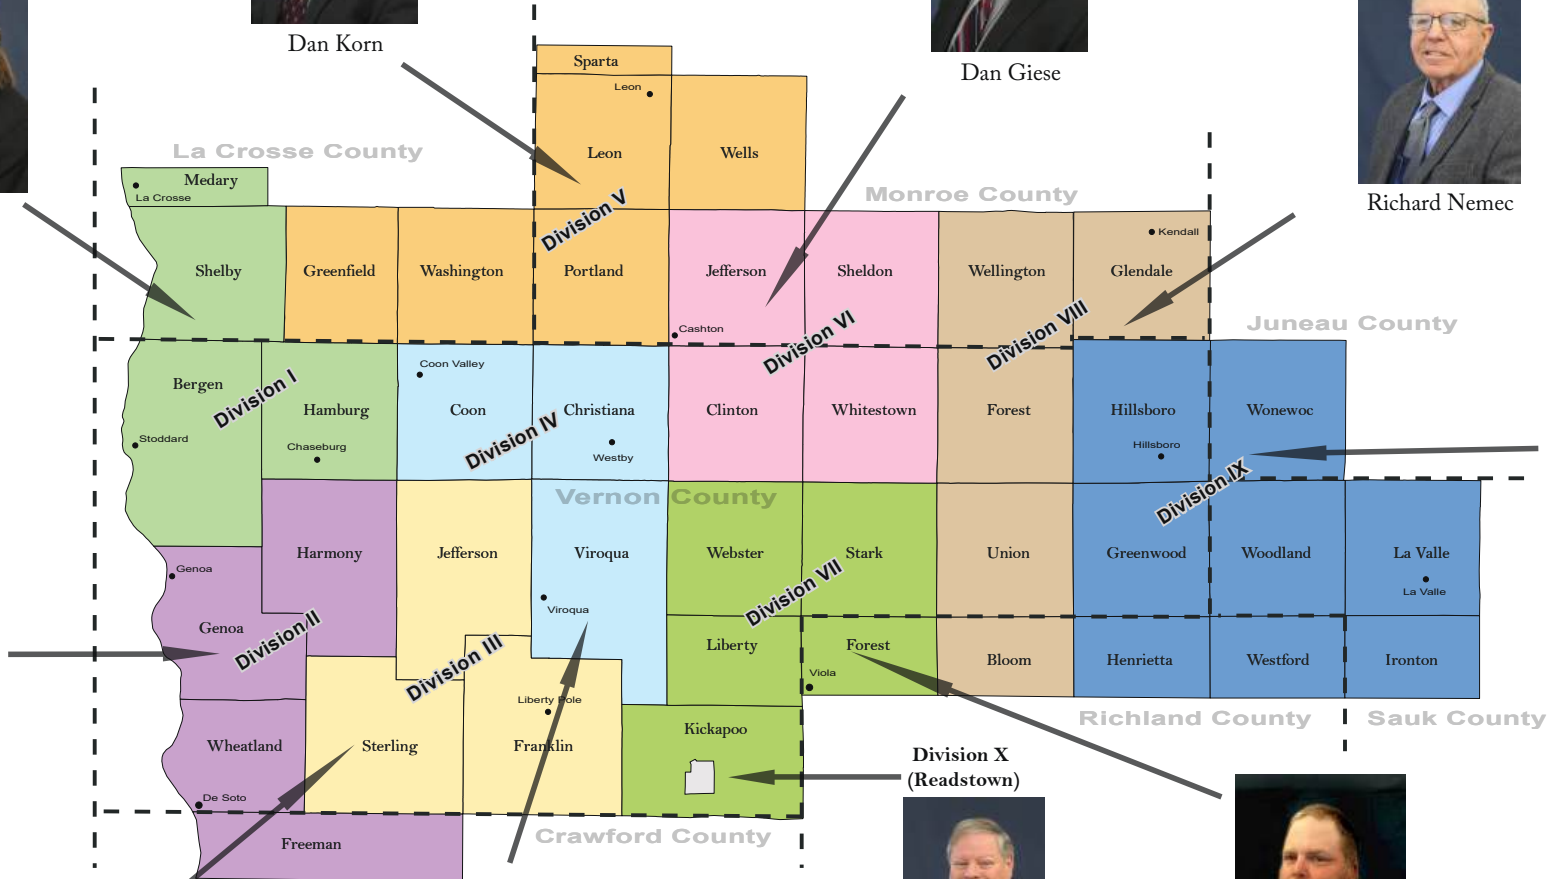 Dan Korn
Dan Giese
Richard Nemec
Sparta
Leon
Leon
Wells
La Crosse County
Medary
La Crosse
Monroe County
Kendall
Division V
Shelby
Greenfield
Washington
Portland
Jefferson
Sheldon
Wellington
Glendale
Cashton
Division VI
Division VIII
Juneau County
Coon Valley
Bergen
Division I
Hamburg
Coon
Christiana
Clinton
Whitestown
Forest
Hillsboro
Wonewoc
Stoddard
Chaseburg
Division IV
Westby
Hillsboro
Division IX
Vernon County
Harmony
Jefferson
Viroqua
Webster
Stark
Union
Greenwood
Woodland
La Valle
Genoa
La Valle
Division VII
Viroqua
Genoa
Division II
Division III
Liberty
Forest
Bloom
Henrietta
Westford
Ironton
Viola
Liberty Pole
Richland County
Sauk County
Kickapoo
Wheatland
Sterling
Franklin
Division X
(Readstown)
De Soto
Crawford County
Freeman